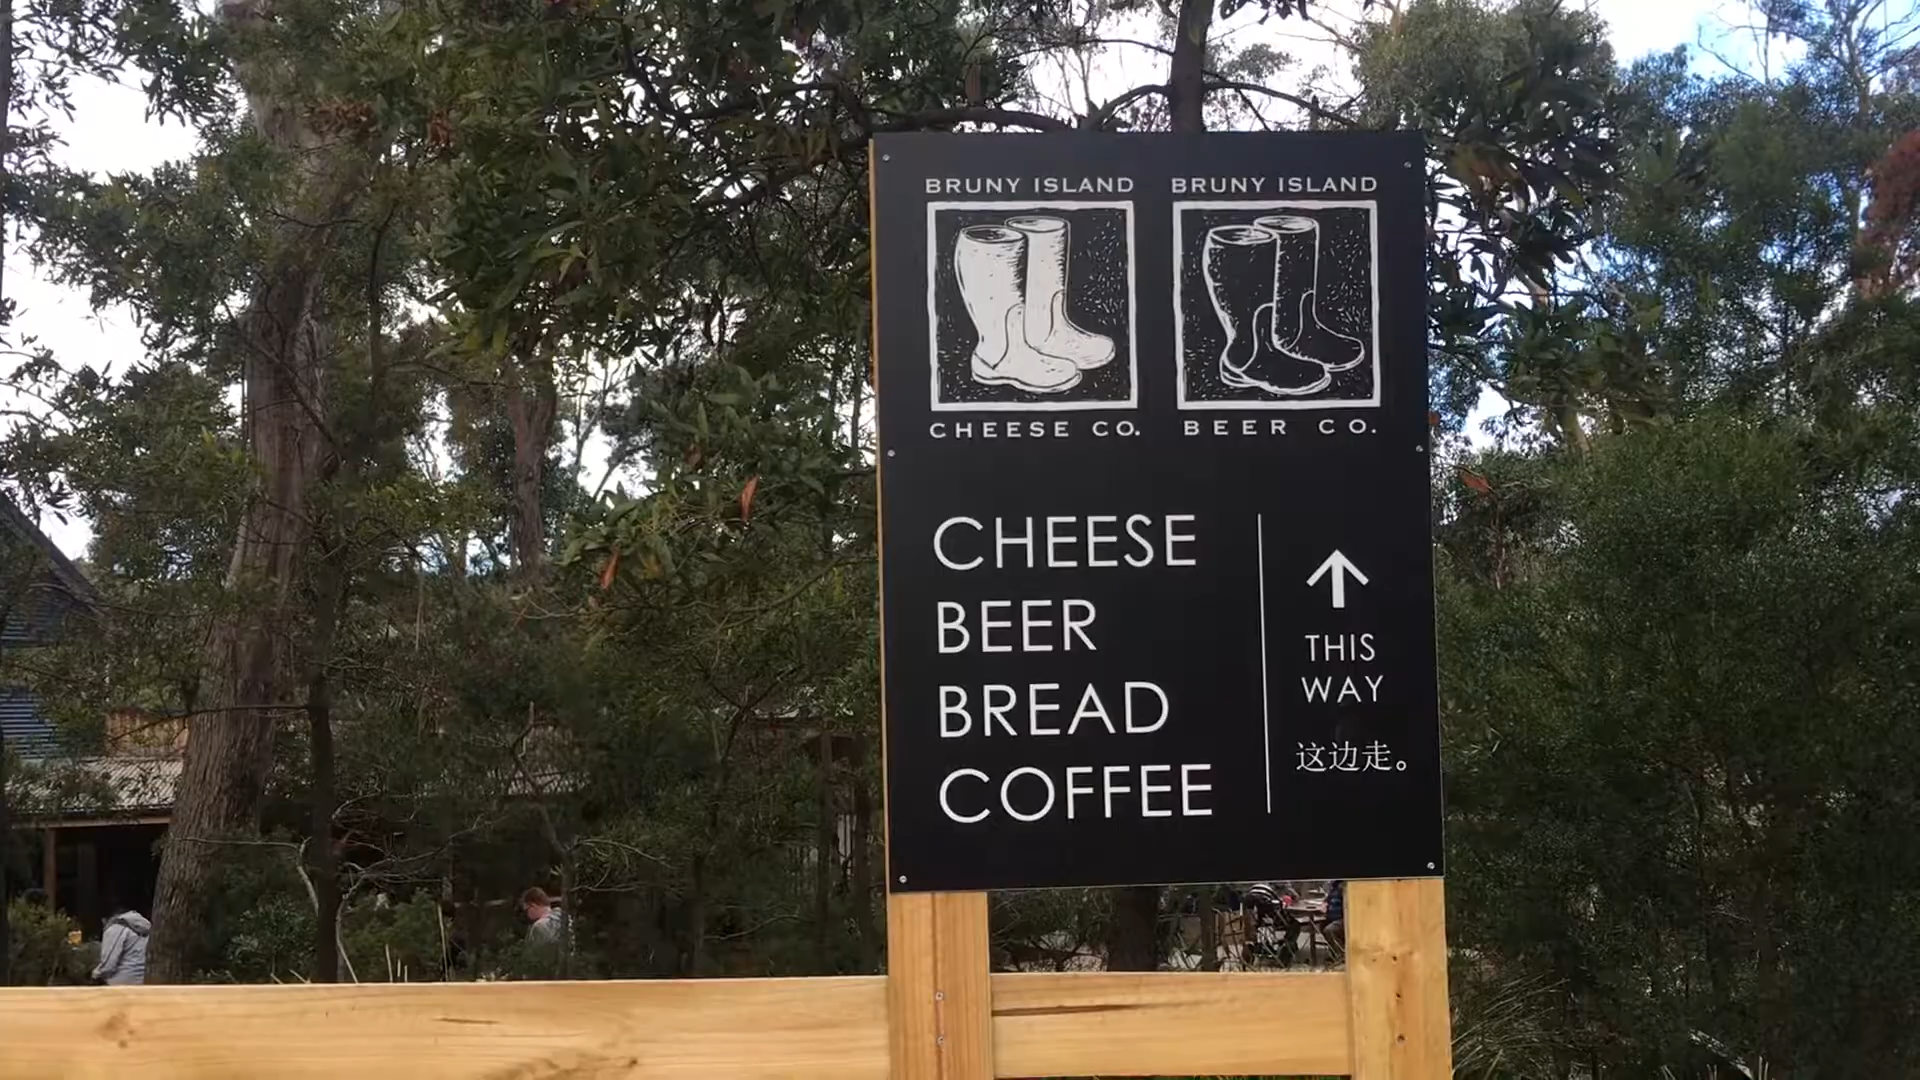 BRUNY ISLAND
CHEESE CO.
BRUNY ISLAND
BEER CO.
CHEESE
BEER
BREAD
COFFEE
THIS
WAY
这边走。